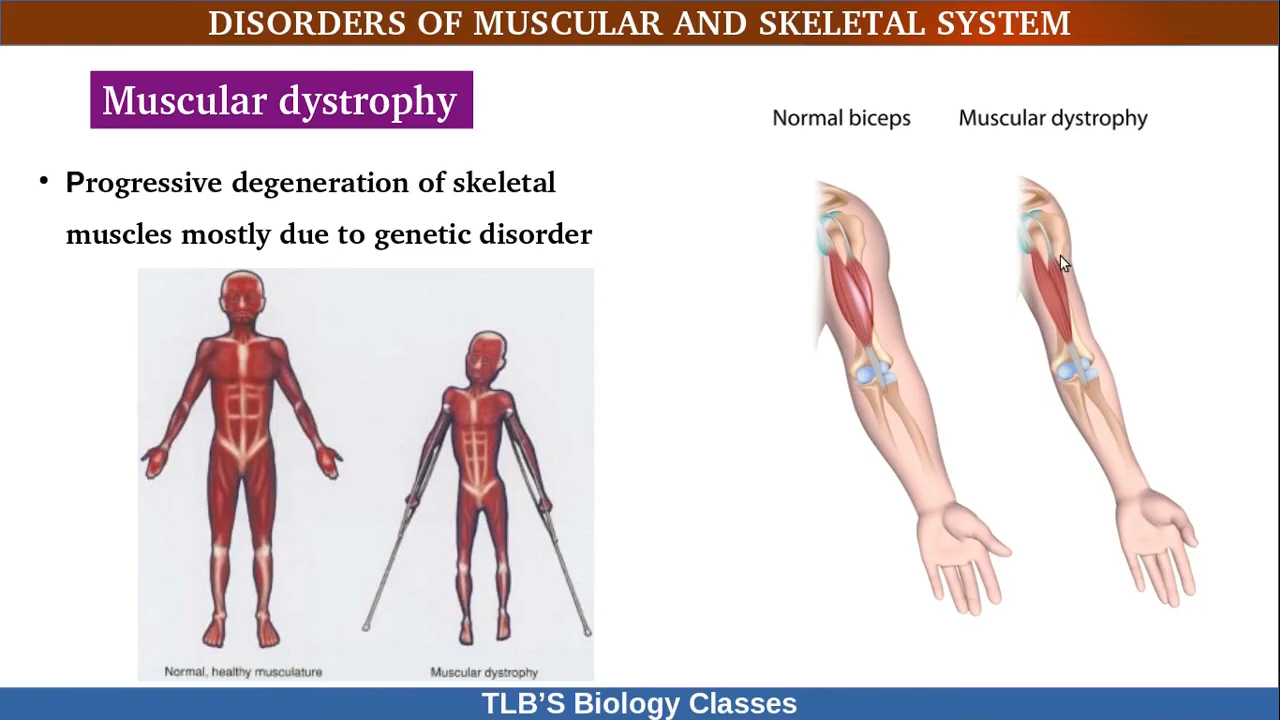 DISORDERS OF MUSCULAR AND SKELETAL SYSTEM
Muscular dystrophy
• Progressive degeneration of skeletal
muscles mostly due to genetic disorder
Normal, healthy musculature
Muscular dystrophy
Normal biceps
Muscular dystrophy
TLB'S Biology Classes